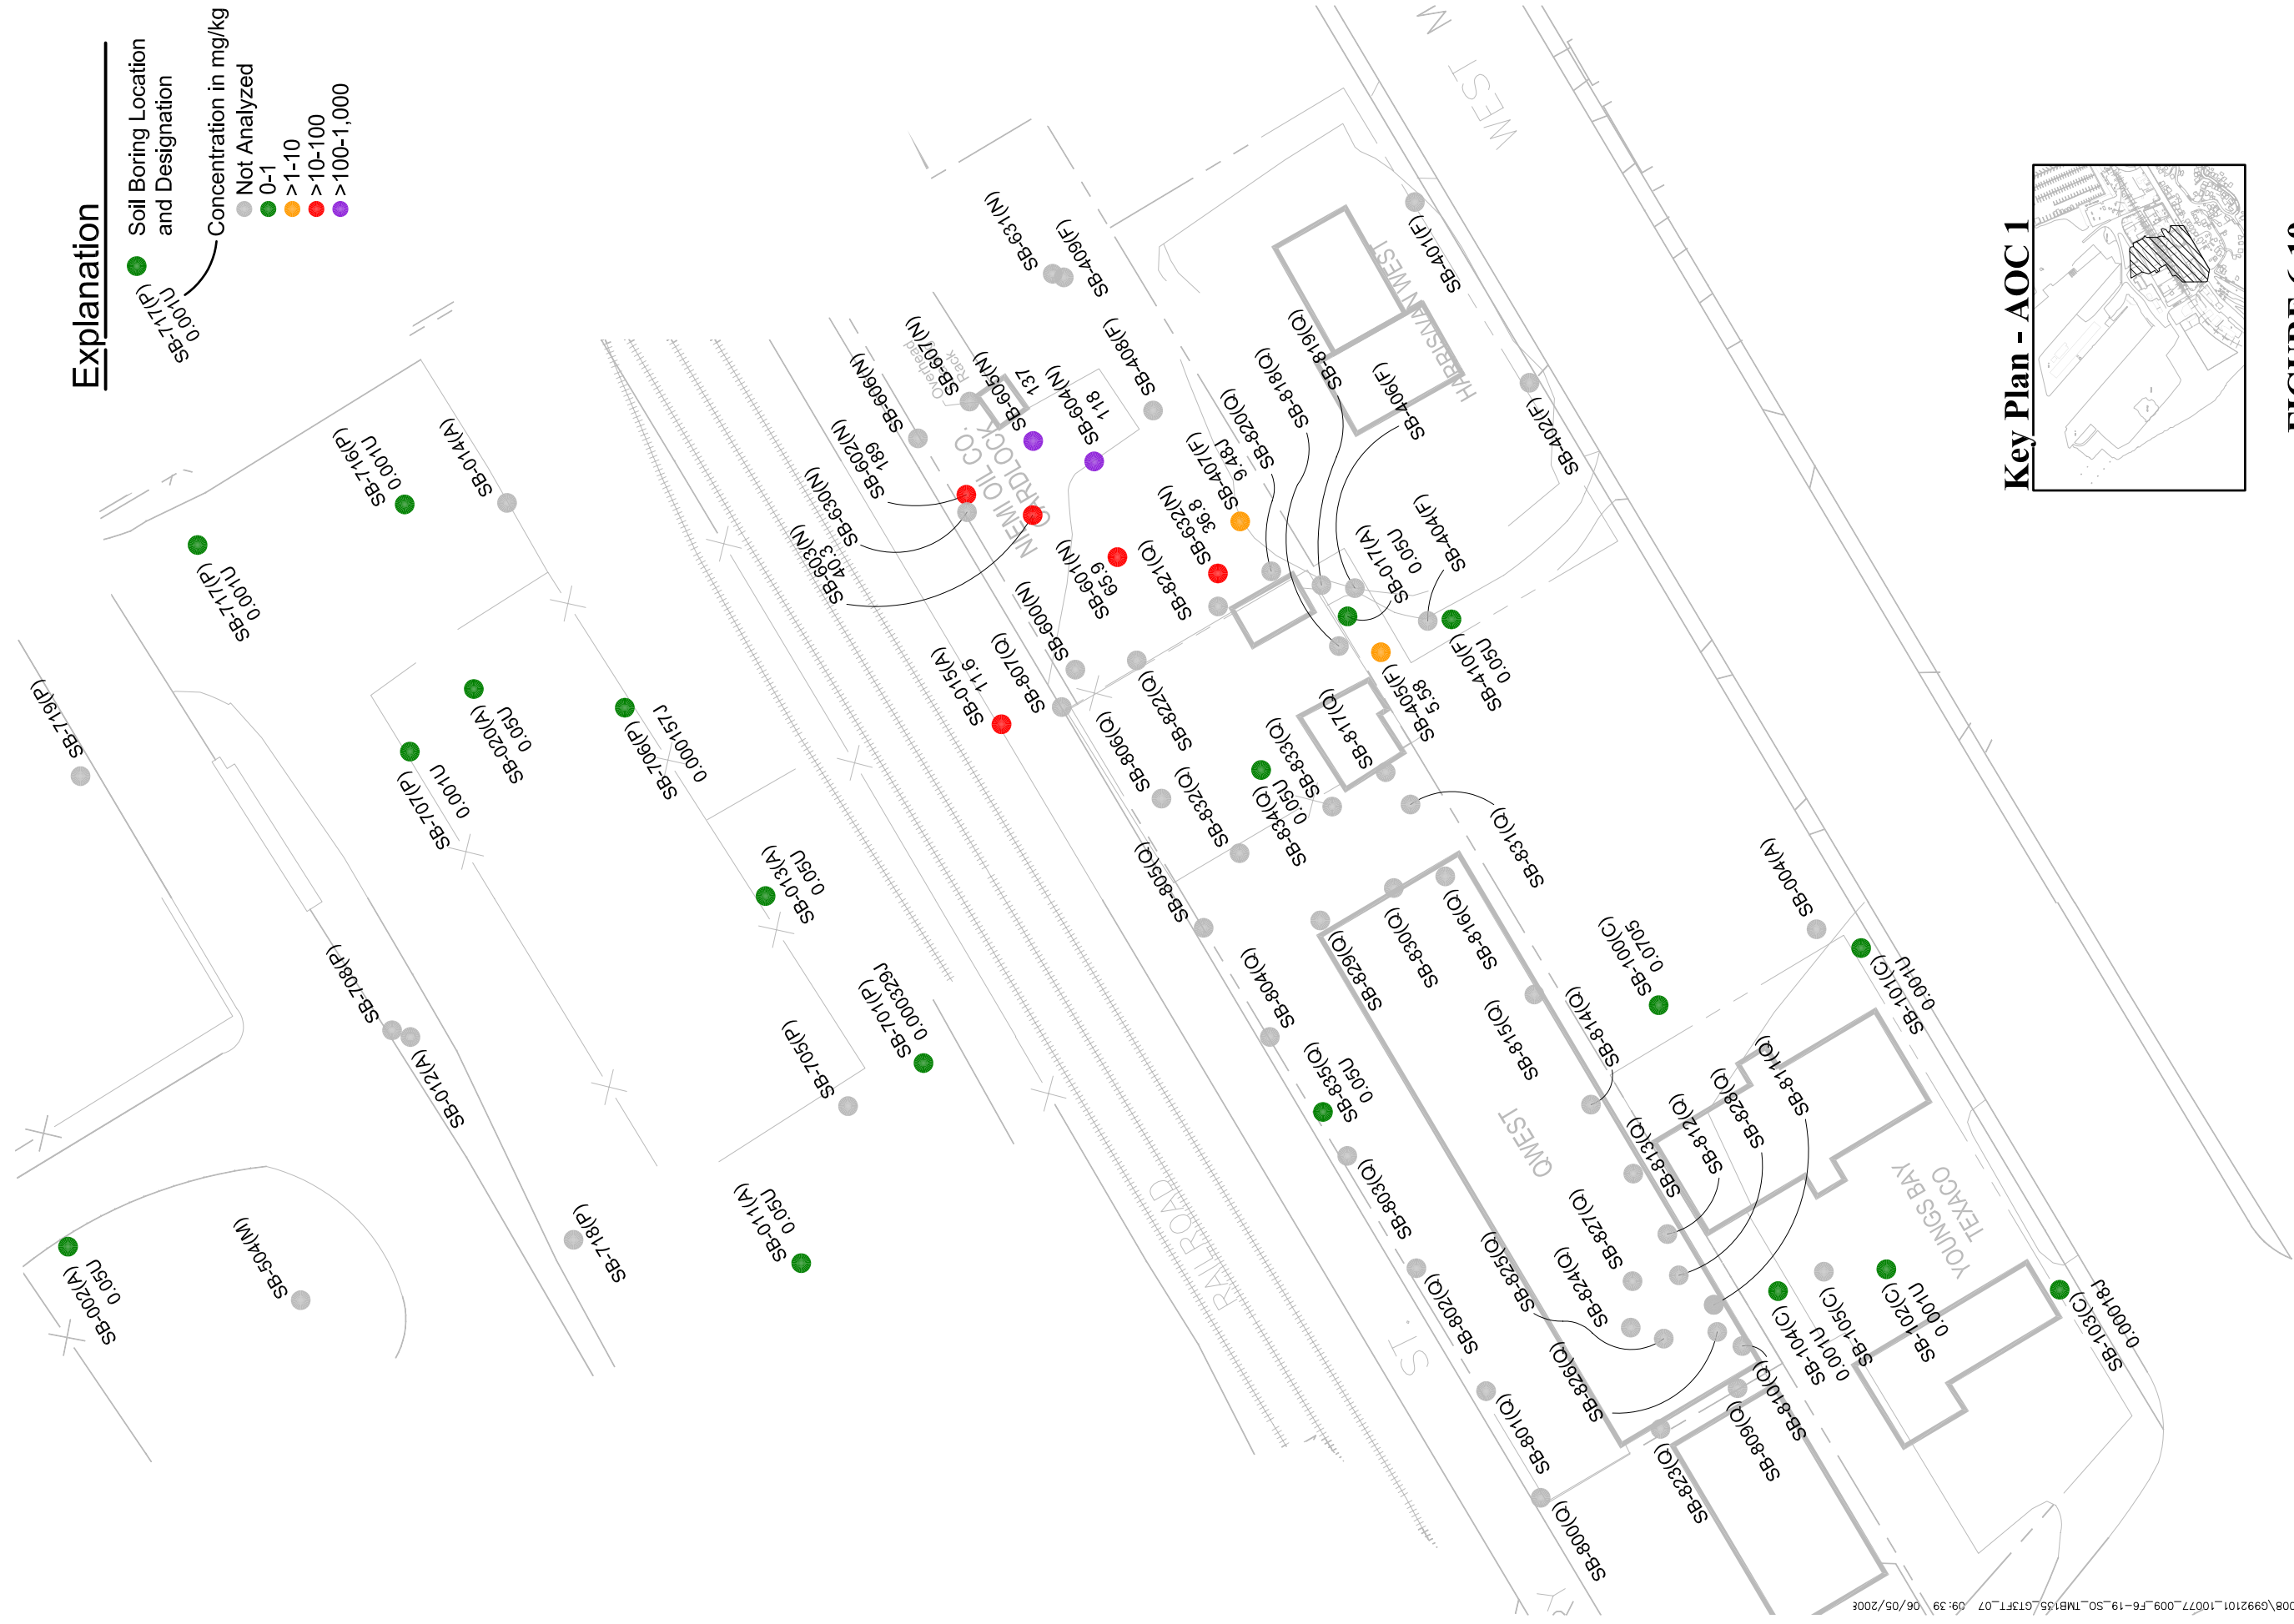 Explanation
SB-717(P)
0.001U
Soil Boring Location
and Designation
Concentration in mg/kg
Not Analyzed
0-1
>1-10
>10-100
>100-1,000
SB-719(P)
SB-717(P)
0.001U
SB-716(P)
0.001U
SB-014(A)
SB-020(A)
0.05U
SB-707(P)
0.001U
SB-706(P)
0.000157J
SB-013(A)
0.05U
SB-708(P)
SB-012(A)
SB-705(P)
SB-701(P)
0.000329J
SB-011(A)
0.05U
SB-718(P)
SB-504(M)
SB-002(A)
0.05U
RAILROAD
ST.
SB-631(N)
SB-409(F)
SB-408(F)
Overhead
Rack
SB-607(N)
SB-606(N)
SB-605(N)
137
SB-604(N)
118
NIEMI OIL CO.
CARDLOCK
SB-602(N)
189
SB-630(N)
SB-603(N)
40.3
SB-601(N)
65.9
SB-600(N)
SB-632(N)
36.8
SB-407(F)
9.48J
SB-820(Q)
SB-818(Q)
SB-819(Q)
SB-406(F)
SB-017(A)
0.05U
SB-404(F)
SB-410(F)
0.05U
SB-405(F)
5.58
SB-821(Q)
SB-822(Q)
SB-807(Q)
SB-015(A)
11.6
SB-806(Q)
SB-832(Q)
SB-833(Q)
SB-834(Q)
0.05U
SB-817(Q)
SB-831(Q)
SB-805(Q)
SB-804(Q)
SB-829(Q)
SB-830(Q)
SB-816(Q)
SB-815(Q)
SB-814(Q)
SB-835(Q)
0.05U
SB-803(Q)
SB-802(Q)
SB-801(Q)
SB-800(Q)
QWEST
SB-813(Q)
SB-812(Q)
SB-828(Q)
SB-811(Q)
SB-827(Q)
SB-824(Q)
SB-825(Q)
SB-826(Q)
SB-810(Q)
SB-809(Q)
SB-823(Q)
SB-100(C)
0.0705
SB-004(A)
SB-101(C)
0.001U
SB-104(C)
0.001U
SB-105(C)
SB-102(C)
0.001U
SB-103(C)
0.00018J
YOUNGS BAY
TEXACO
HARRISIVAN WEST
SB-401(F)
SB-402(F)
WEST M
Key Plan - AOC 1